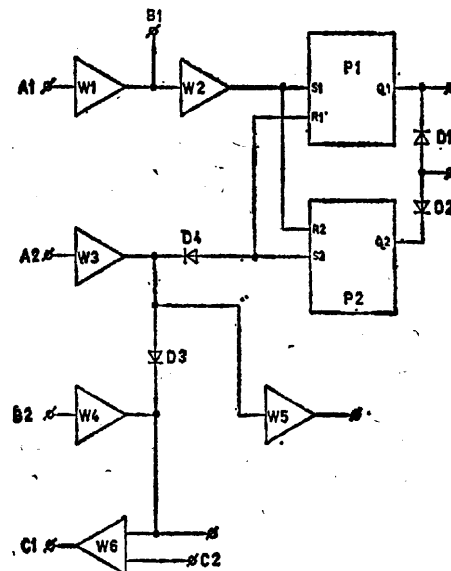 B1
A1 W1 W2 S1 P1 Q1
R1'
D1
D2
R2
A2 W3 D4 S2 Q2
P2
D3
B2 W4 W5
C1 W6 C2